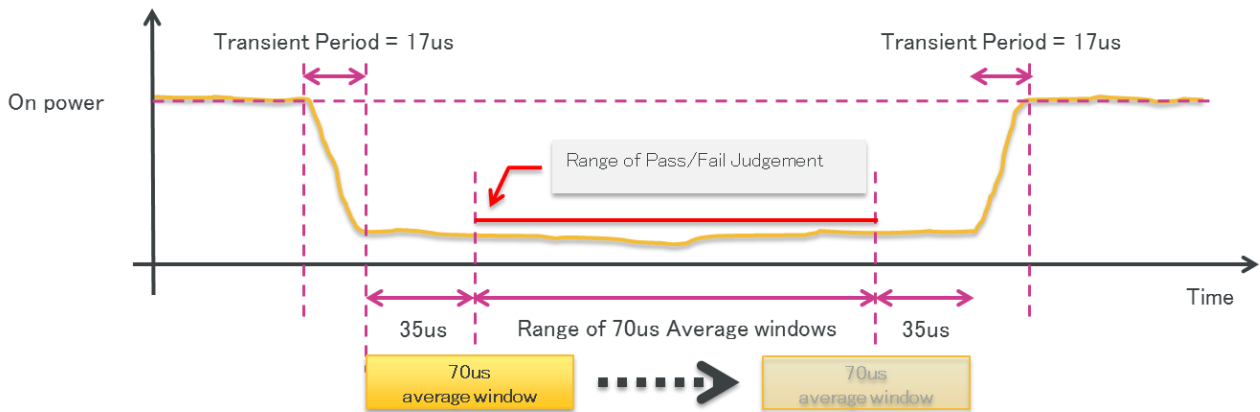 Transient Period = 17us
Transient Period = 17us
On power
Range of Pass/Fail Judgement
Time
35us
Range of 70us Average windows
35us
70us
average window
70us
average window